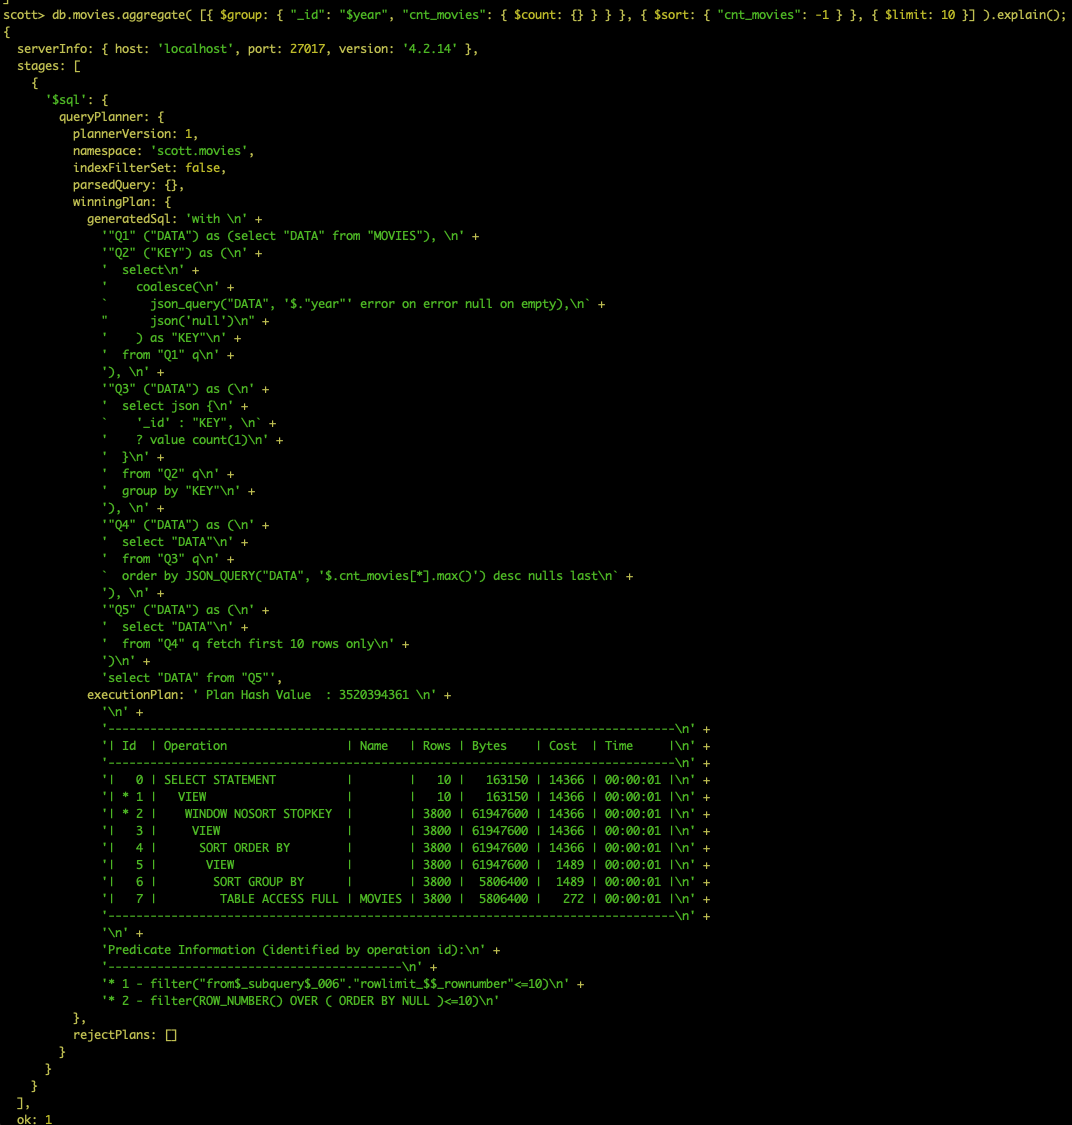 scott> db.movies.aggregate( [{ $group: { "_id": "$year", "cnt_movies": { $count: {} } } }, { $sort: { "cnt_movies": -1 } }, { $limit: 10 }] ).explain();
{
  serverInfo: { host: 'localhost', port: 27017, version: '4.2.14' },
  stages: [
    {
      '$sql': {
        queryPlanner: {
          plannerVersion: 1,
          namespace: 'scott.movies',
          indexFilterSet: false,
          parsedQuery: {},
          winningPlan: {
            generatedSql: 'with \n' +
              '"Q1" ("DATA") as (select "DATA" from "MOVIES"), \n' +
              '"Q2" ("KEY") as (\n' +
              '  select\n' +
              '    coalesce(\n' +
              `      json_query("DATA", '$."year"' error on error null on empty),\n` +
              "      json('null')\n" +
              '    ) as "KEY"\n' +
              '  from "Q1" q\n' +
              '), \n' +
              '"Q3" ("DATA") as (\n' +
              '  select json {\n' +
              `    '_id' : "KEY", \n` +
              '    ? value count(1)\n' +
              '  }\n' +
              '  from "Q2" q\n' +
              '  group by "KEY"\n' +
              '), \n' +
              '"Q4" ("DATA") as (\n' +
              '  select "DATA"\n' +
              '  from "Q3" q\n' +
              `  order by JSON_QUERY("DATA", '$.cnt_movies[*].max()') desc nulls last\n` +
              '), \n' +
              '"Q5" ("DATA") as (\n' +
              '  select "DATA"\n' +
              '  from "Q4" q fetch first 10 rows only\n' +
              ')\n' +
              'select "DATA" from "Q5"',
            executionPlan: ' Plan Hash Value  : 3520394361 \n' +
              '\n' +
              '---------------------------------------------------------------------------------\n' +
              '| Id  | Operation                 | Name   | Rows | Bytes    | Cost  | Time     |\n' +
              '---------------------------------------------------------------------------------\n' +
              '|   0 | SELECT STATEMENT          |        |   10 |   163150 | 14366 | 00:00:01 |\n' +
              '| * 1 |   VIEW                    |        |   10 |   163150 | 14366 | 00:00:01 |\n' +
              '| * 2 |    WINDOW NOSORT STOPKEY  |        | 3800 | 61947600 | 14366 | 00:00:01 |\n' +
              '|   3 |     VIEW                  |        | 3800 | 61947600 | 14366 | 00:00:01 |\n' +
              '|   4 |      SORT ORDER BY        |        | 3800 | 61947600 | 14366 | 00:00:01 |\n' +
              '|   5 |       VIEW                |        | 3800 | 61947600 |  1489 | 00:00:01 |\n' +
              '|   6 |        SORT GROUP BY      |        | 3800 |  5806400 |  1489 | 00:00:01 |\n' +
              '|   7 |         TABLE ACCESS FULL | MOVIES | 3800 |  5806400 |   272 | 00:00:01 |\n' +
              '---------------------------------------------------------------------------------\n' +
              '\n' +
              'Predicate Information (identified by operation id):\n' +
              '------------------------------------------\n' +
              '* 1 - filter("from$_subquery$_006"."rowlimit_$$_rownumber"<=10)\n' +
              '* 2 - filter(ROW_NUMBER() OVER ( ORDER BY NULL )<=10)\n'
          },
          rejectPlans: []
        }
      }
    }
  ],
  ok: 1